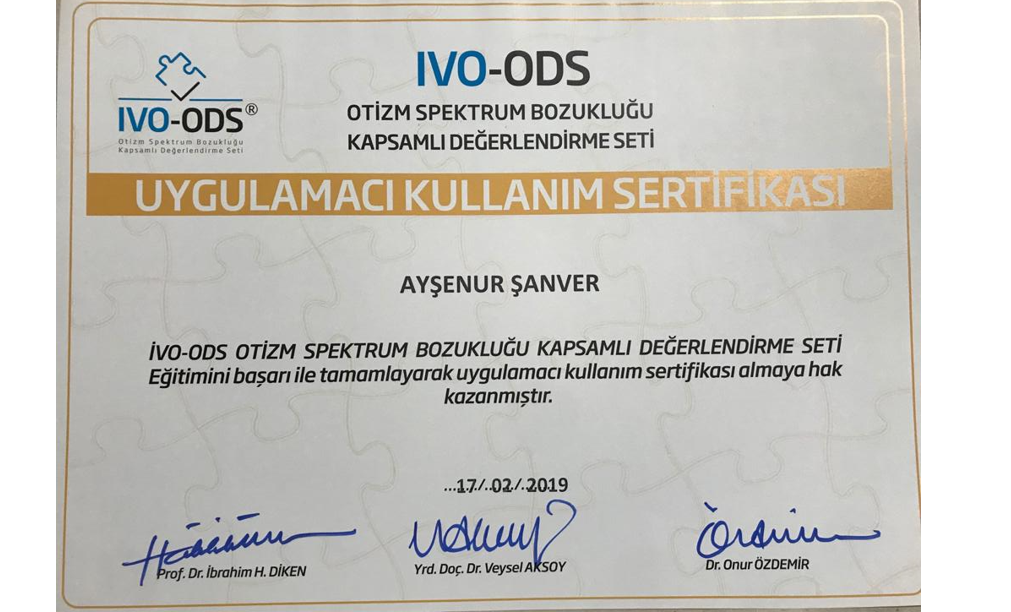 IVO-ODS®
Otizm Spektrum Bozukluğu
Kapsamlı Değerlendirme Seti
IVO-ODS
OTİZM SPEKTRUM BOZUKLUĞU
KAPSAMLI DEĞERLENDİRME SETİ
UYGULAMACI KULLANIM SERTİFİKASI
AYŞENUR ŞANVER
İVO-ODS OTİZM SPEKTRUM BOZUKLUĞU KAPSAMLI DEĞERLENDİRME SETİ
Eğitimini başarı ile tamamlayarak uygulamacı kullanım sertifikası almaya hak
kazanmıştır.
...17./..02./..2019
Prof. Dr. İbrahim H. DİKEN
Yrd. Doç. Dr. Veysel AKSOY
Dr. Onur ÖZDEMİR